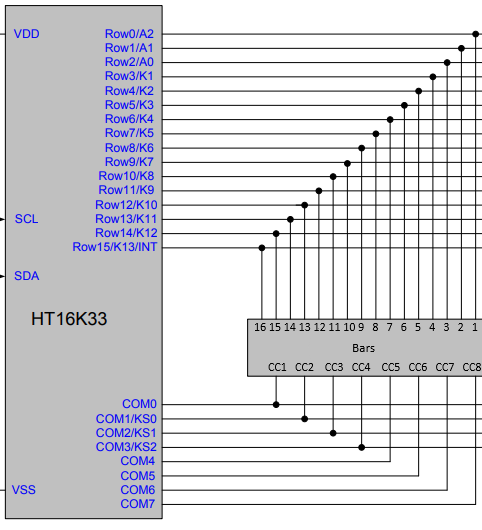 VDD Row0/A2
Row1/A1
Row2/A0
Row3/K1
Row4/K2
Row5/K3
Row6/K4
Row7/K5
Row8/K6
Row9/K7
Row10/K8
Row11/K9
Row12/K10
SCL Row13/K11
Row14/K12
Row15/K13/INT
SDA
HT16K33
16 15 14 13 12 11 10 9 8 7 6 5 4 3 2 1
Bars
CC1 CC2 CC3 CC4 CC5 CC6 CC7 CC8
COM0
COM1/KS0
COM2/KS1
COM3/KS2
COM4
COM5
VSS COM6
COM7